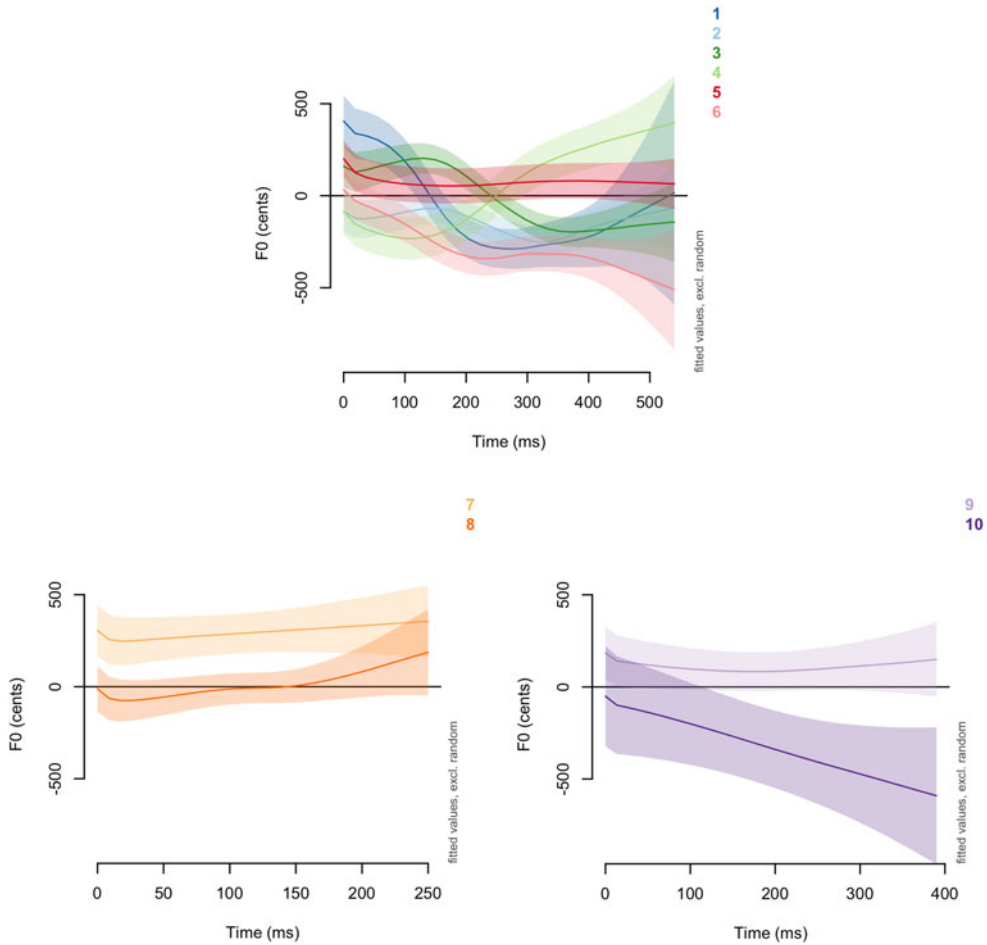 1
2
3
4
5
6
500
0
-500
F0 (cents)
0 100 200 300 400 500
Time (ms)
fitted values, excl. random
7
8
500
0
-500
F0 (cents)
0 50 100 150 200 250
Time (ms)
fitted values, excl. random
9
10
500
0
-500
F0 (cents)
0 100 200 300 400
Time (ms)
fitted values, excl. random